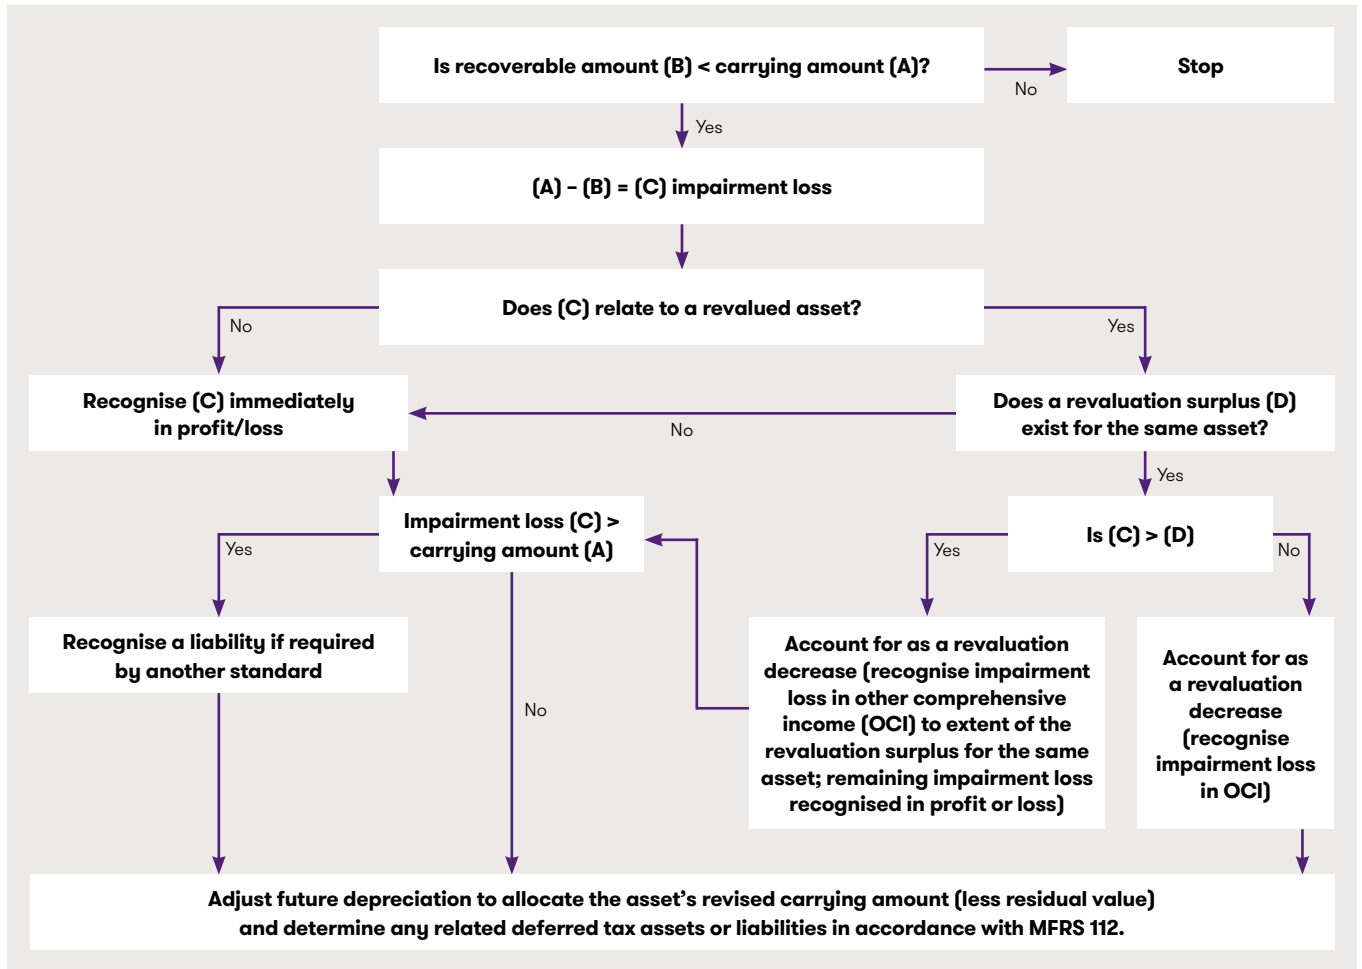 Is recoverable amount (B) < carrying amount (A)?
Stop
No
Yes
(A) – (B) = (C) impairment loss
Does (C) relate to a revalued asset?
No
Yes
Recognise (C) immediately
in profit/loss
Does a revaluation surplus (D)
exist for the same asset?
No
Yes
Impairment loss (C) >
carrying amount (A)
Is (C) > (D)
Yes
Yes
No
Recognise a liability if required
by another standard
No
Account for as a revaluation
decrease (recognise impairment
loss in other comprehensive
income (OCI) to extent of the
revaluation surplus for the same
asset; remaining impairment loss
recognised in profit or loss)
Account for as
a revaluation
decrease
(recognise
impairment loss
in OCI)
Adjust future depreciation to allocate the asset’s revised carrying amount (less residual value)
and determine any related deferred tax assets or liabilities in accordance with MFRS 112.